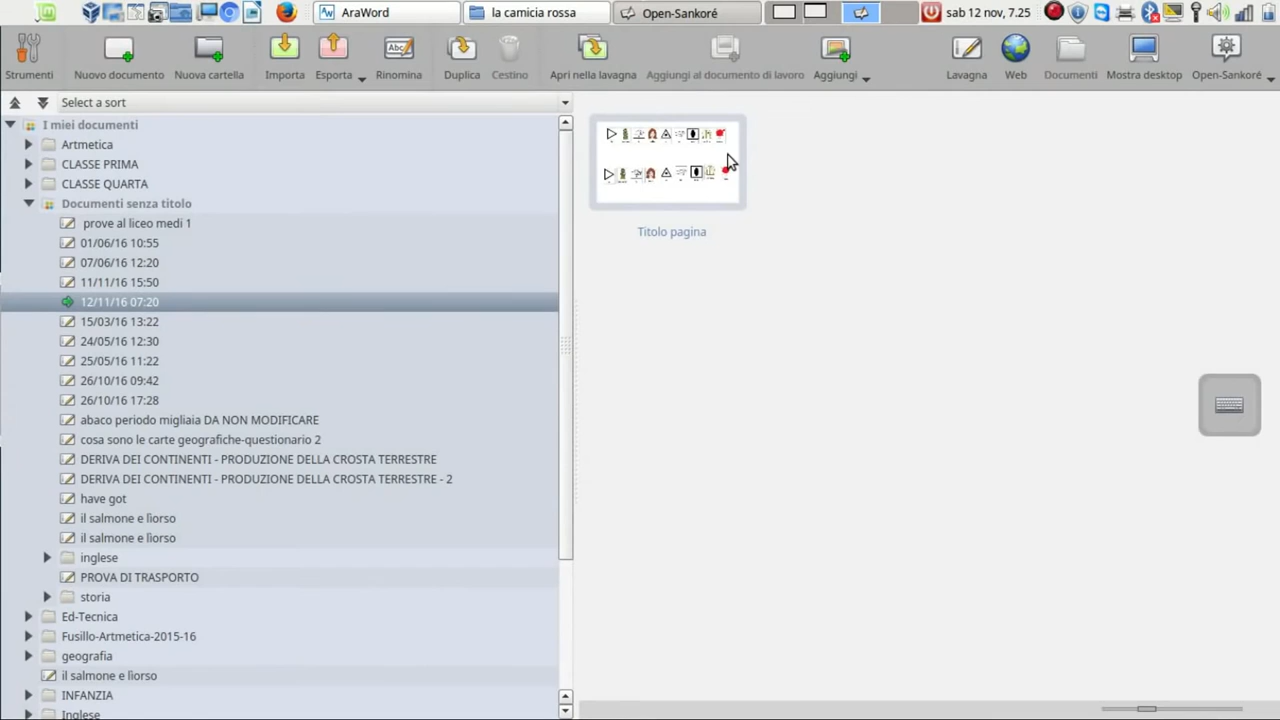 AraWord
la camicia rossa
Open-Sankoré
sab 12 nov, 7.25
Strumenti
Nuovo documento
Nuova cartella
Importa
Esporta
Abc
Rinomina
Duplica
Cestino
Apri nella lavagna
Aggiungi al documento di lavoro
Aggiungi
Lavagna
Web
Documenti
Mostra desktop
Open-Sankoré
Select a sort
I miei documenti
Artmetica
CLASSE PRIMA
CLASSE QUARTA
Documenti senza titolo
prove al liceo medi 1
01/06/16 10:55
07/06/16 12:20
11/11/16 15:50
12/11/16 07:20
15/03/16 13:22
24/05/16 12:30
25/05/16 11:22
26/10/16 09:42
26/10/16 17:28
abaco periodo migliaia DA NON MODIFICARE
cosa sono le carte geografiche-questionario 2
DERIVA DEI CONTINENTI - PRODUZIONE DELLA CROSTA TERRESTRE
DERIVA DEI CONTINENTI - PRODUZIONE DELLA CROSTA TERRESTRE - 2
have got
il salmone e lìorso
il salmone e lìorso
inglese
PROVA DI TRASPORTO
storia
Ed-Tecnica
Fusillo-Artmetica-2015-16
geografia
il salmone e lìorso
INFANZIA
Inglese
Titolo pagina